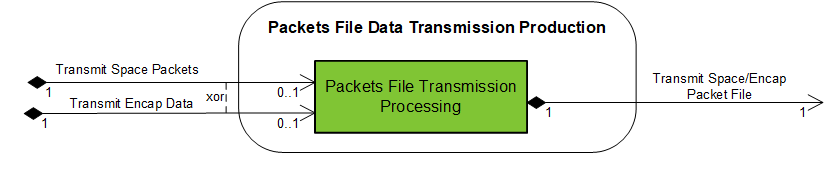 Packets File Data Transmission Production
Transmit Space Packets
1
0..1
xor
Transmit Encap Data
1
0..1
Packets File Transmission
Processing
1
Transmit Space/Encap
Packet File
1